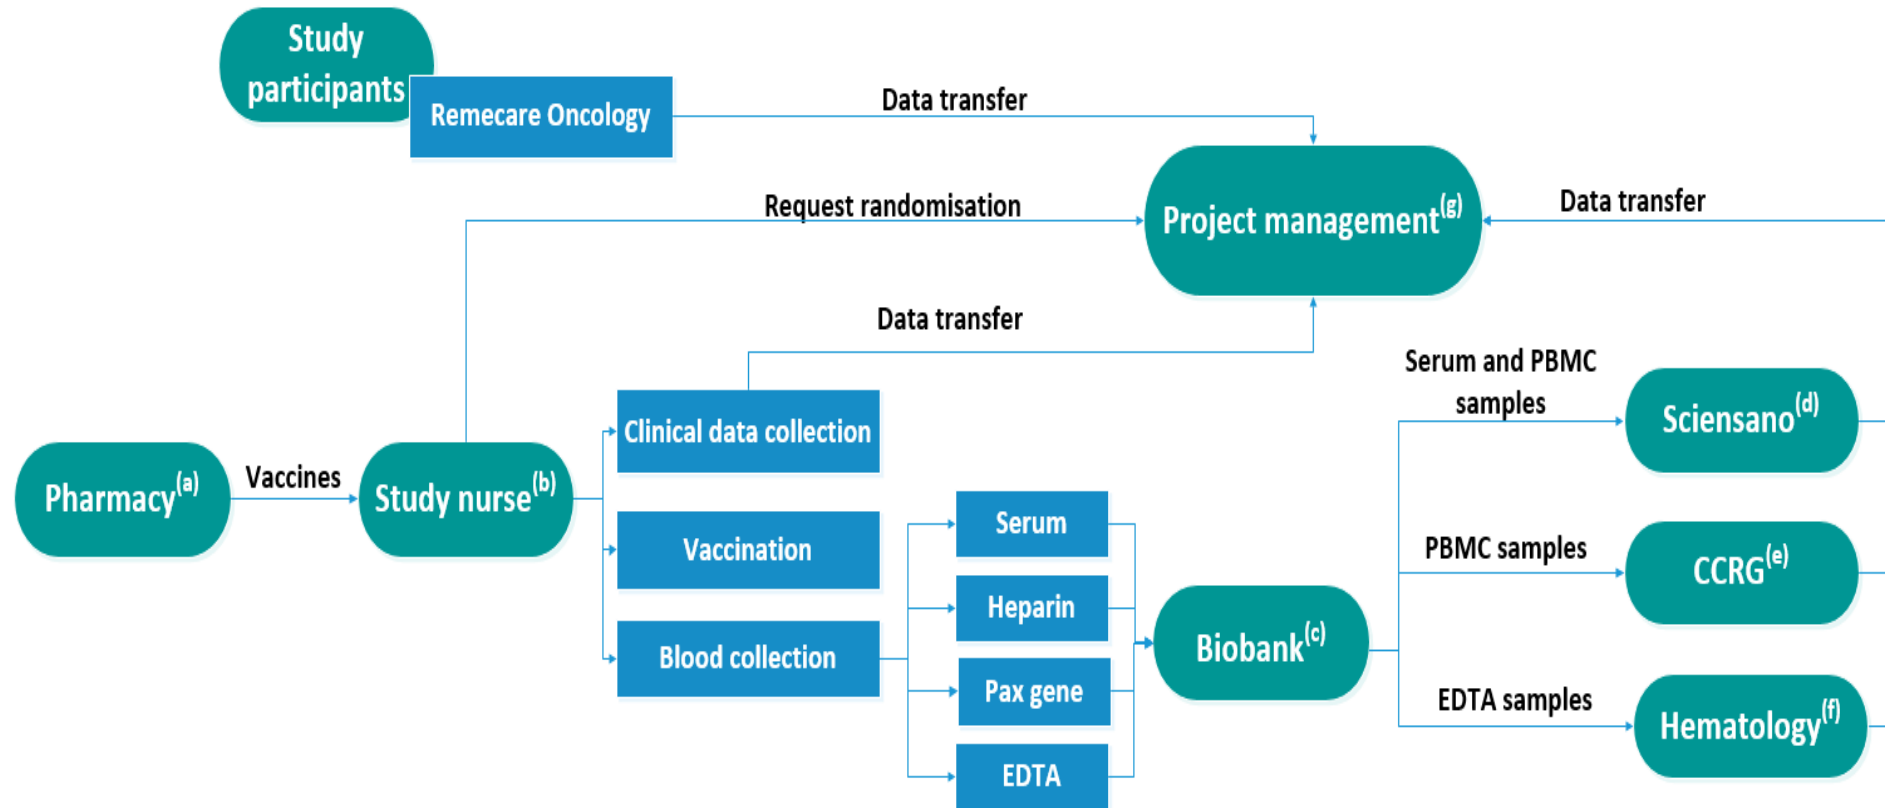 Study
participants
Remecare Oncology
Data transfer
Request randomisation
Project management(g)
Data transfer
Data transfer
Serum and PBMC
samples
Sciensano(d)
Clinical data collection
Pharmacy(a)
Vaccines
Study nurse(b)
Vaccination
Blood collection
Serum
Heparin
Pax gene
EDTA
Biobank(c)
PBMC samples
CCRG(e)
EDTA samples
Hematology(f)